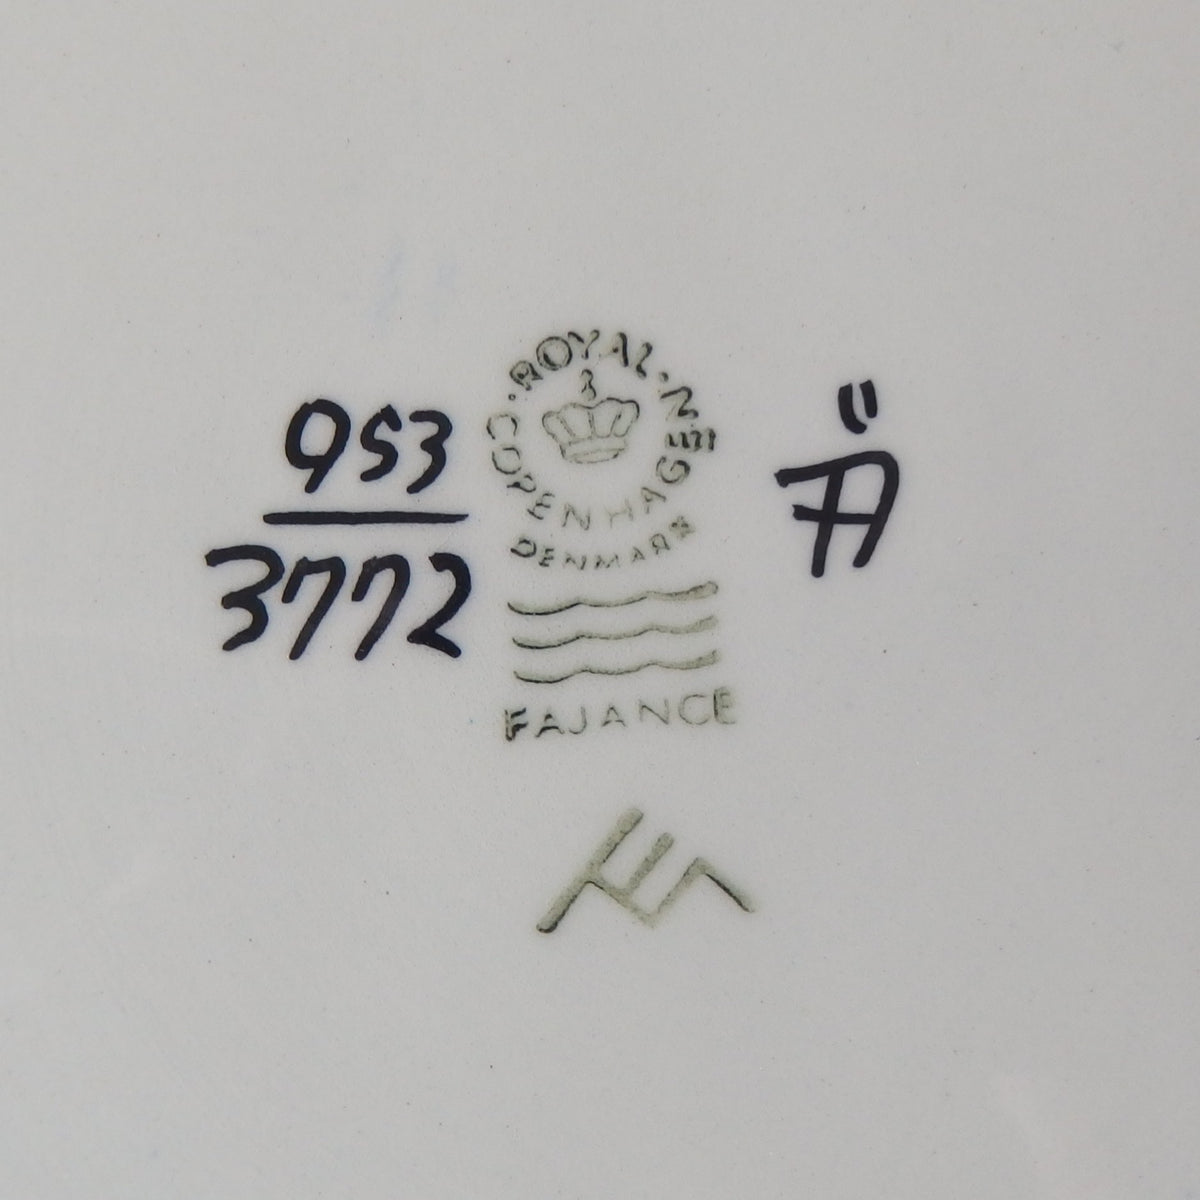 953
3772
ROYAL
COPENHAGEN
DENMARK
FAJANCE